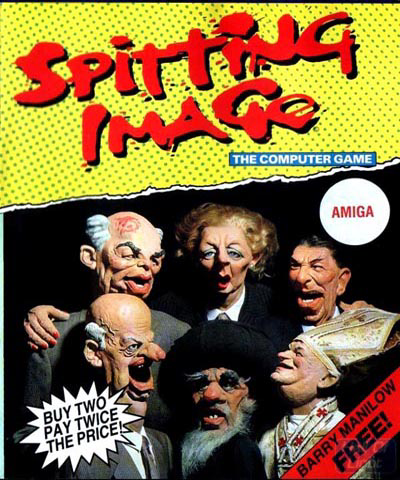 Spitting
Image
THE COMPUTER GAME
AMIGA
BUY TWO
PAY TWICE
THE PRICE!
BARRY MANILOW
FREE!